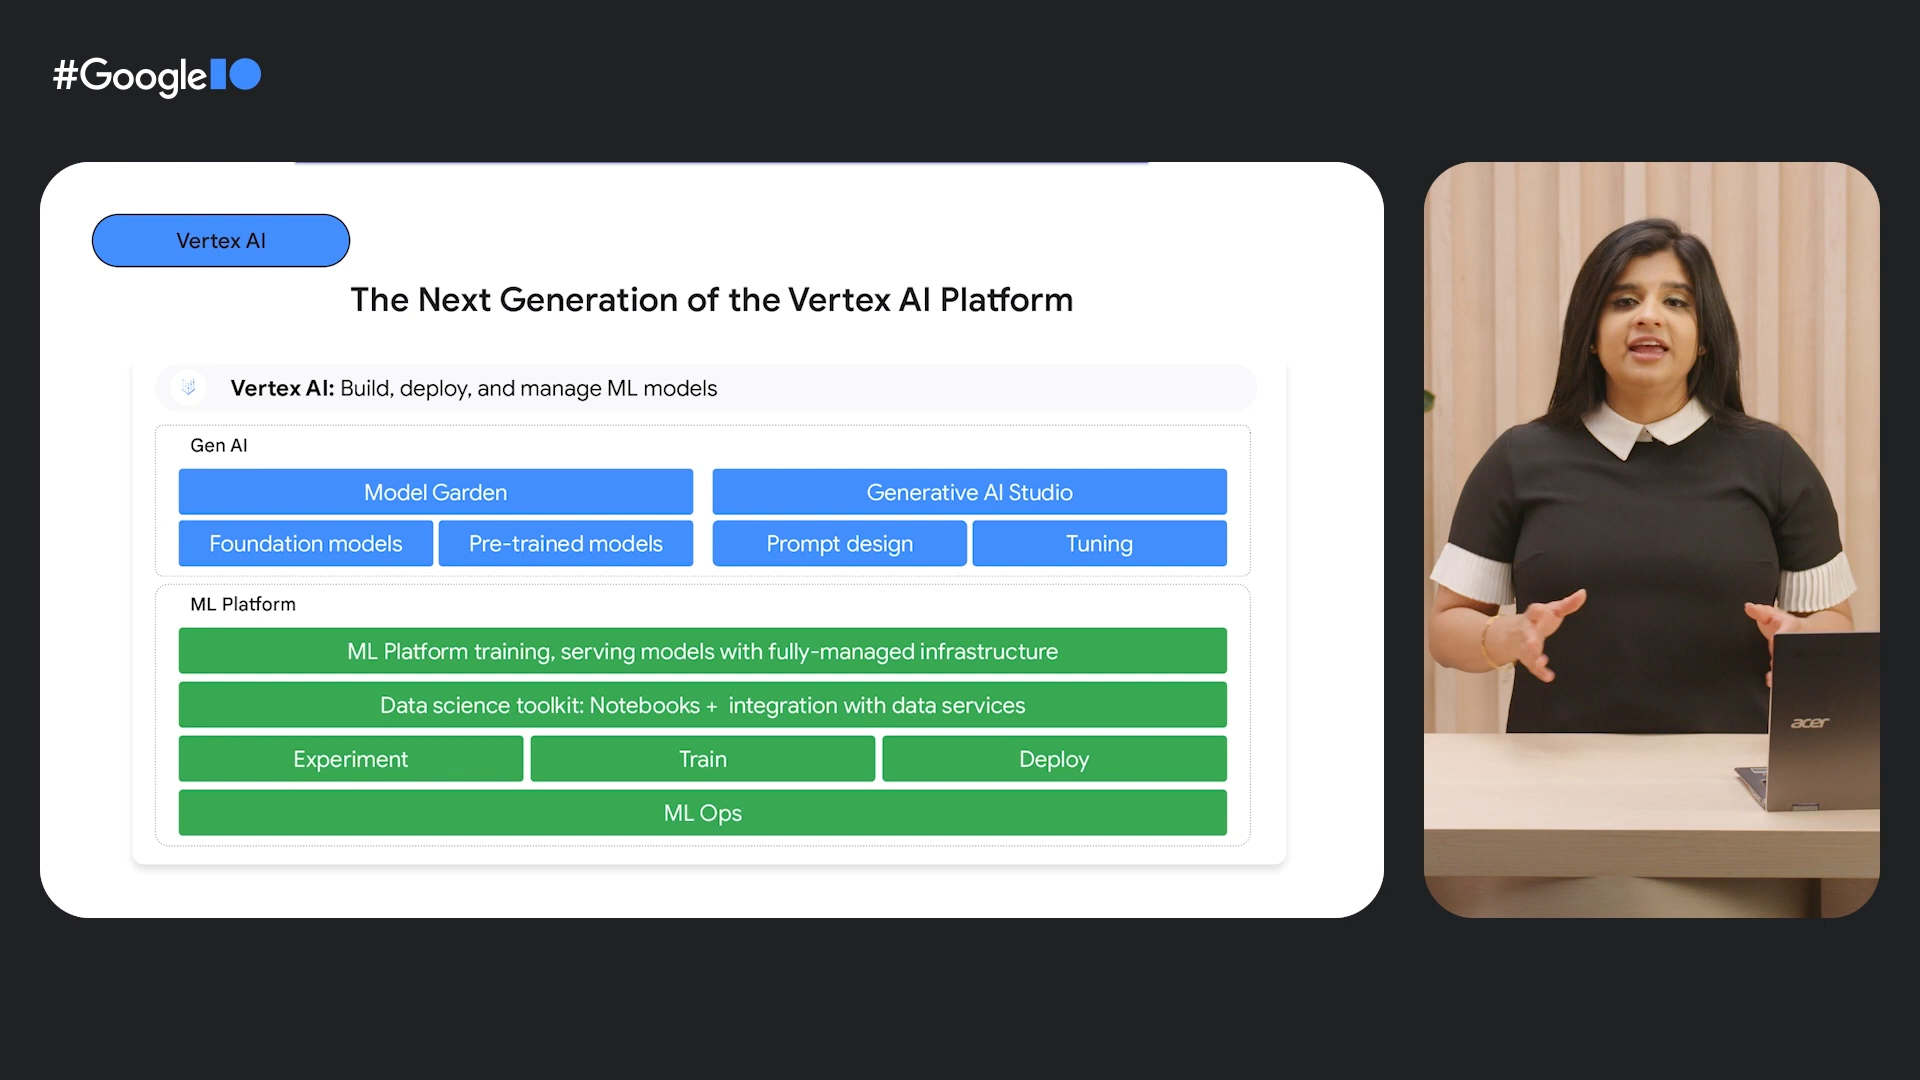 #GoogleIO
Vertex AI
The Next Generation of the Vertex AI Platform
Vertex AI: Build, deploy, and manage ML models
Gen AI
Model Garden
Generative AI Studio
Foundation models
Pre-trained models
Prompt design
Tuning
ML Platform
ML Platform training, serving models with fully-managed infrastructure
Data science toolkit: Notebooks + integration with data services
Experiment
Train
Deploy
ML Ops
acer